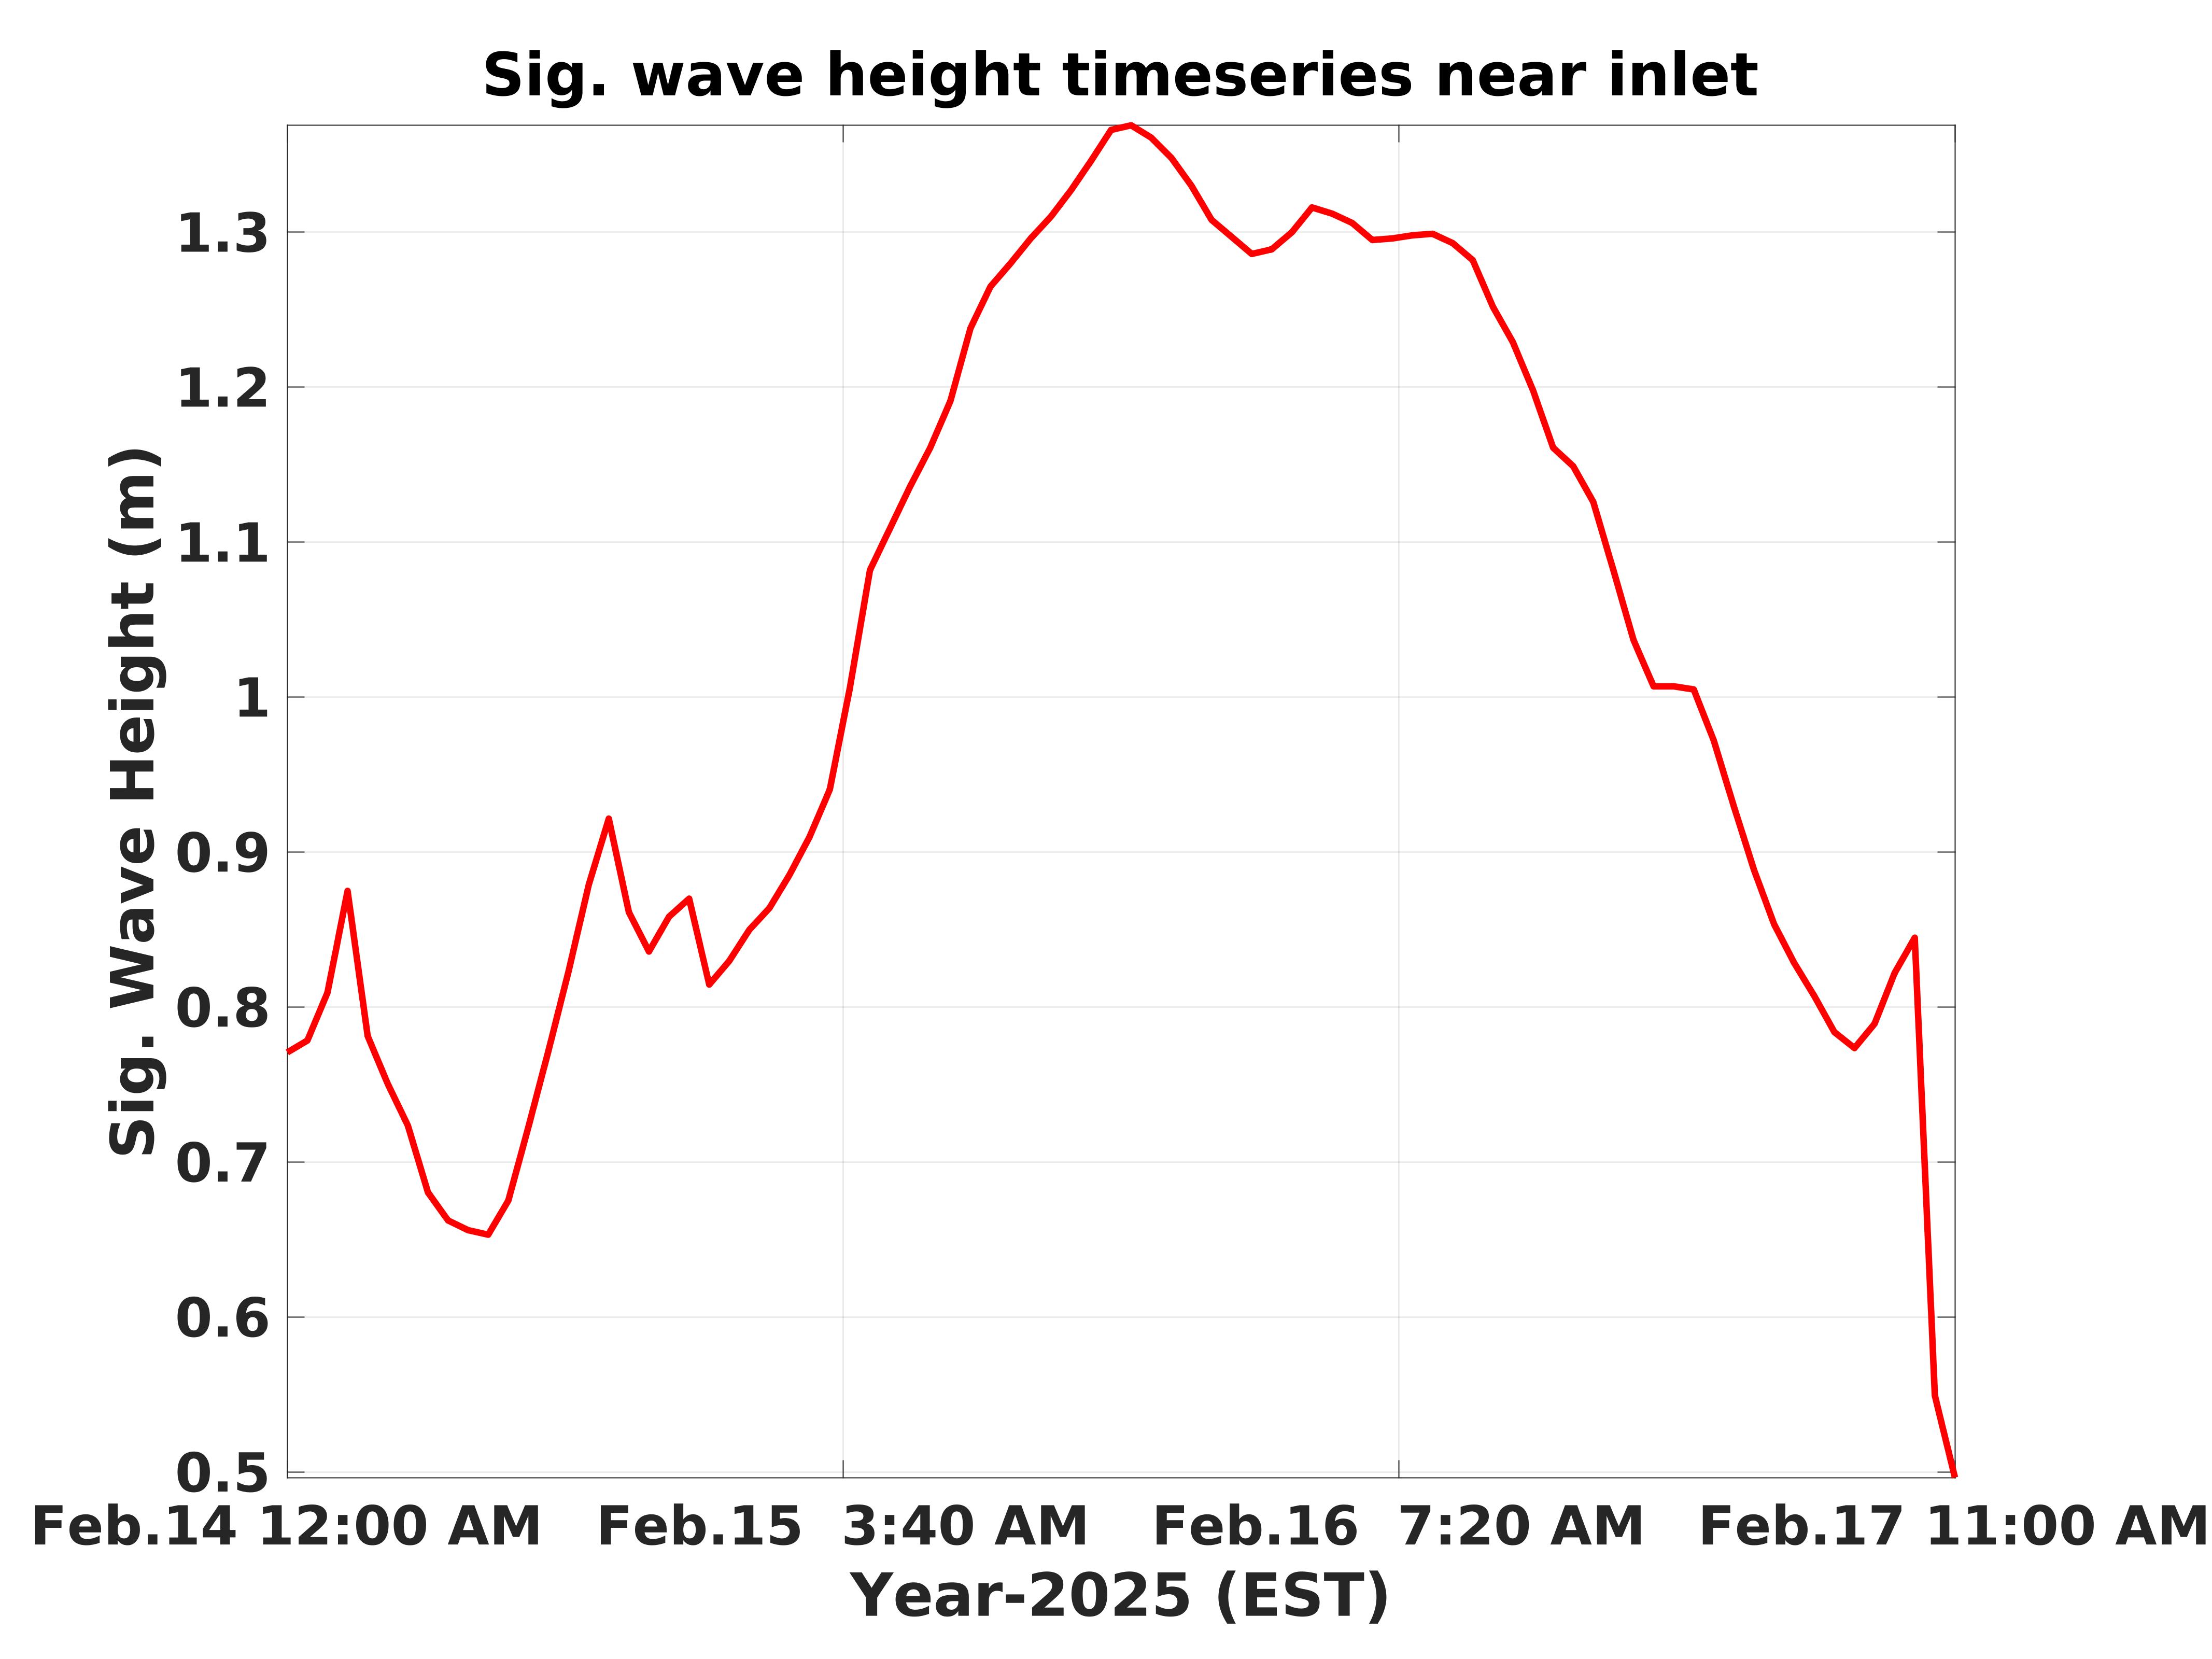 Sig. wave height timeseries near inlet
Sig. Wave Height (m)
1.3
1.2
1.1
1
0.9
0.8
0.7
0.6
0.5
Feb.14 12:00 AM Feb.15 3:40 AM Feb.16 7:20 AM Feb.17 11:00 AM
Year-2025 (EST)